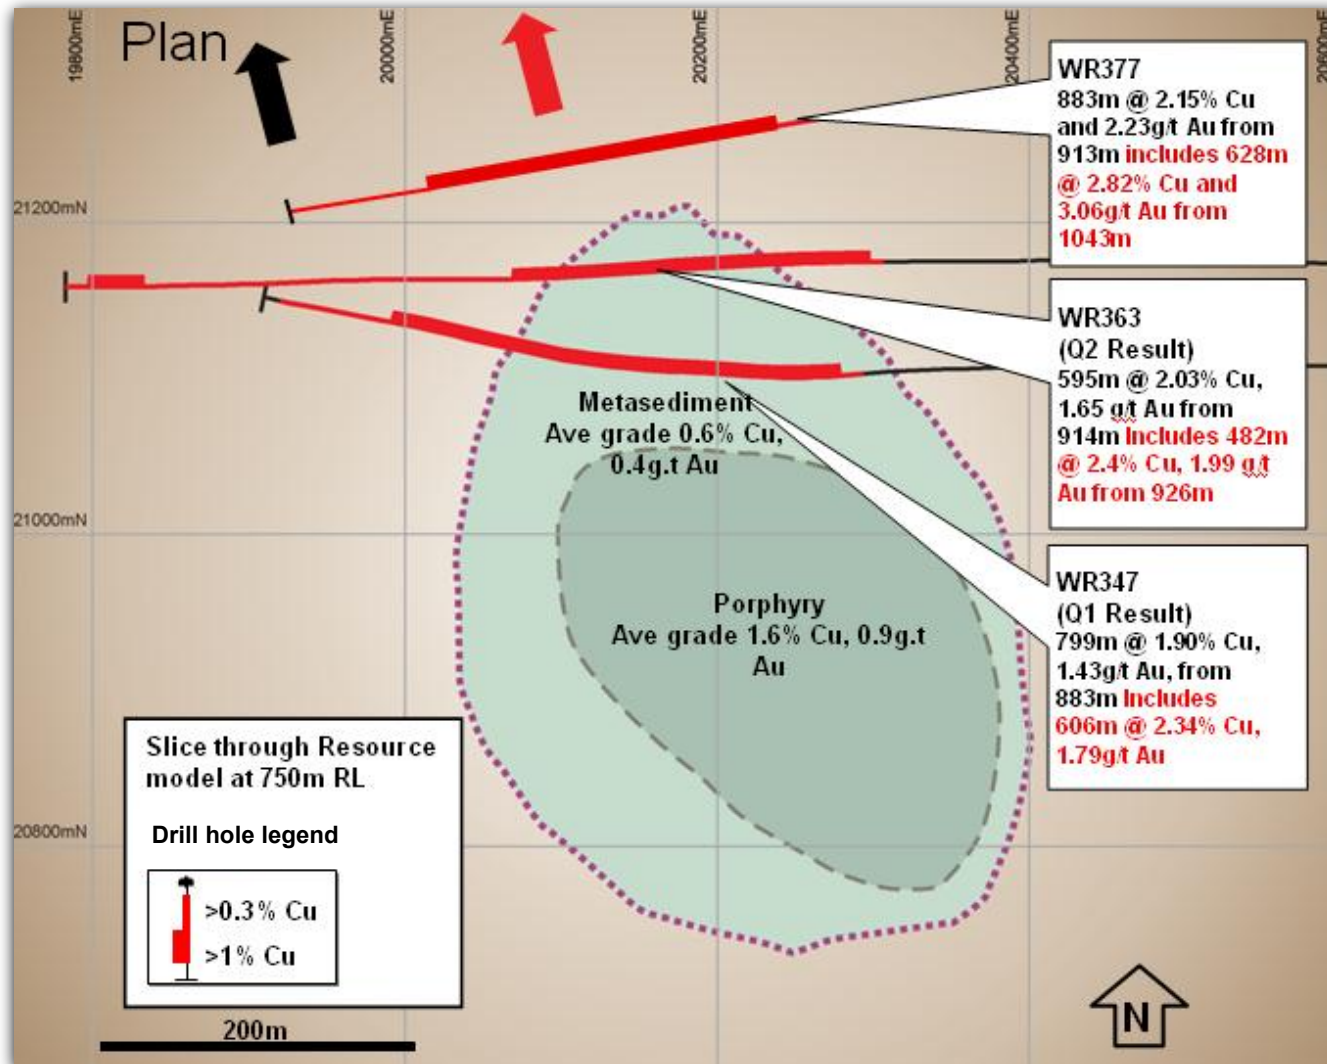 Plan
19800mE
20000mE
20200mE
20400mE
20600mE
21200mN
21000mN
20800mN
WR377
883m @ 2.15% Cu
and 2.23g/t Au from
913m includes 628m
@ 2.82% Cu and
3.06g/t Au from
1043m
WR363
(Q2 Result)
595m @ 2.03% Cu,
1.65 g/t Au from
914m Includes 482m
@ 2.4% Cu, 1.99 g/t
Au from 926m
WR347
(Q1 Result)
799m @ 1.90% Cu,
1.43g/t Au, from
883m Includes
606m @ 2.34% Cu,
1.79g/t Au
Metasediment
Ave grade 0.6% Cu,
0.4g.t Au
Porphyry
Ave grade 1.6% Cu, 0.9g.t
Au
Slice through Resource
model at 750m RL
Drill hole legend
>0.3% Cu
>1% Cu
200m
N